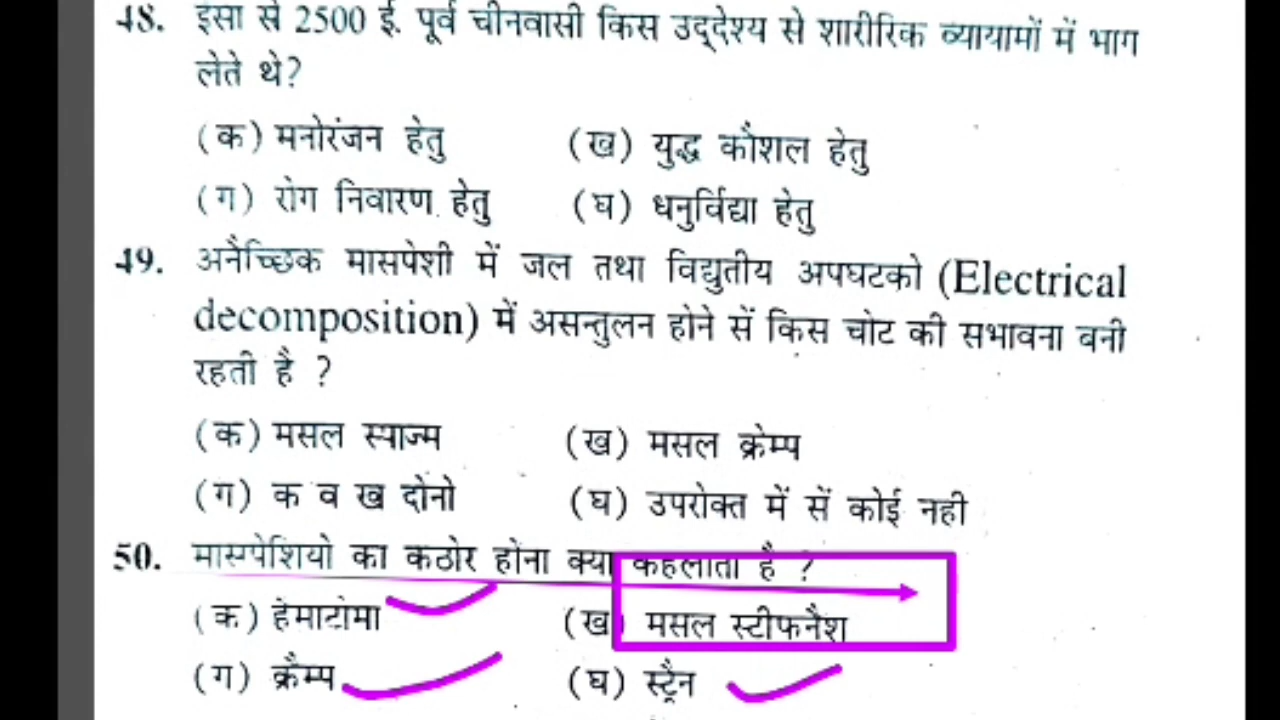 48. इसा से 2500 ई. पूर्व चीनवासी किस उद्देश्य से शारीरिक व्यायामों में भाग
लेते थे?
(क) मनोरंजन हेतु (ख) युद्ध कौशल हेतु
(ग) रोग निवारण हेतु (घ) धनुर्विद्या हेतु
49. अनैच्छिक मासपेशी में जल तथा विद्युतीय अपघटको (Electrical
decomposition) में असन्तुलन होने सें किस चोट की सभावना बनी
रहती है ?
(क) मसल स्पाज्म (ख) मसल क्रेम्प
(ग) क व ख दोनो (घ) उपरोक्त में सें कोई नही
50. मास्पेशियो का कठोर होना क्या कहलाता है ?
(क) हेमाटोमा (ख) मसल स्टीफनैश
(ग) क्रैम्प (घ) स्ट्रैन